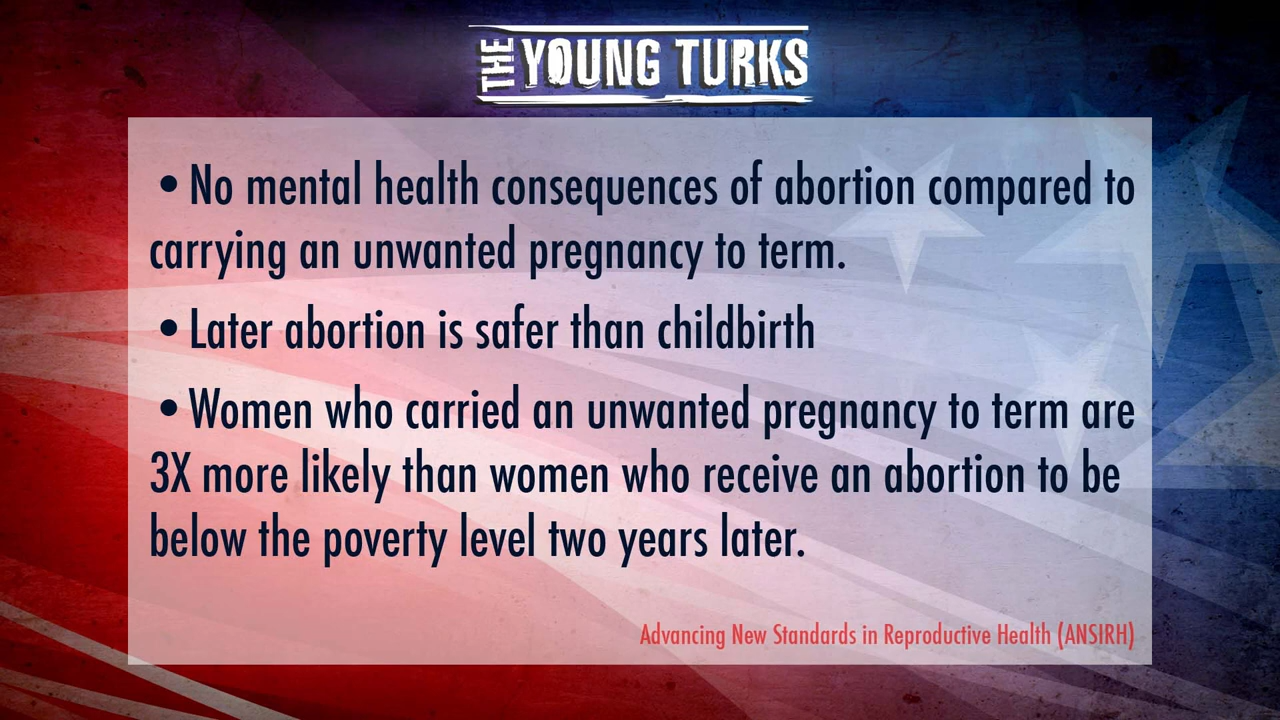 THE YOUNG TURKS
• No mental health consequences of abortion compared to
carrying an unwanted pregnancy to term.
• Later abortion is safer than childbirth
• Women who carried an unwanted pregnancy to term are
3X more likely than women who receive an abortion to be
below the poverty level two years later.
Advancing New Standards in Reproductive Health (ANSIRH)